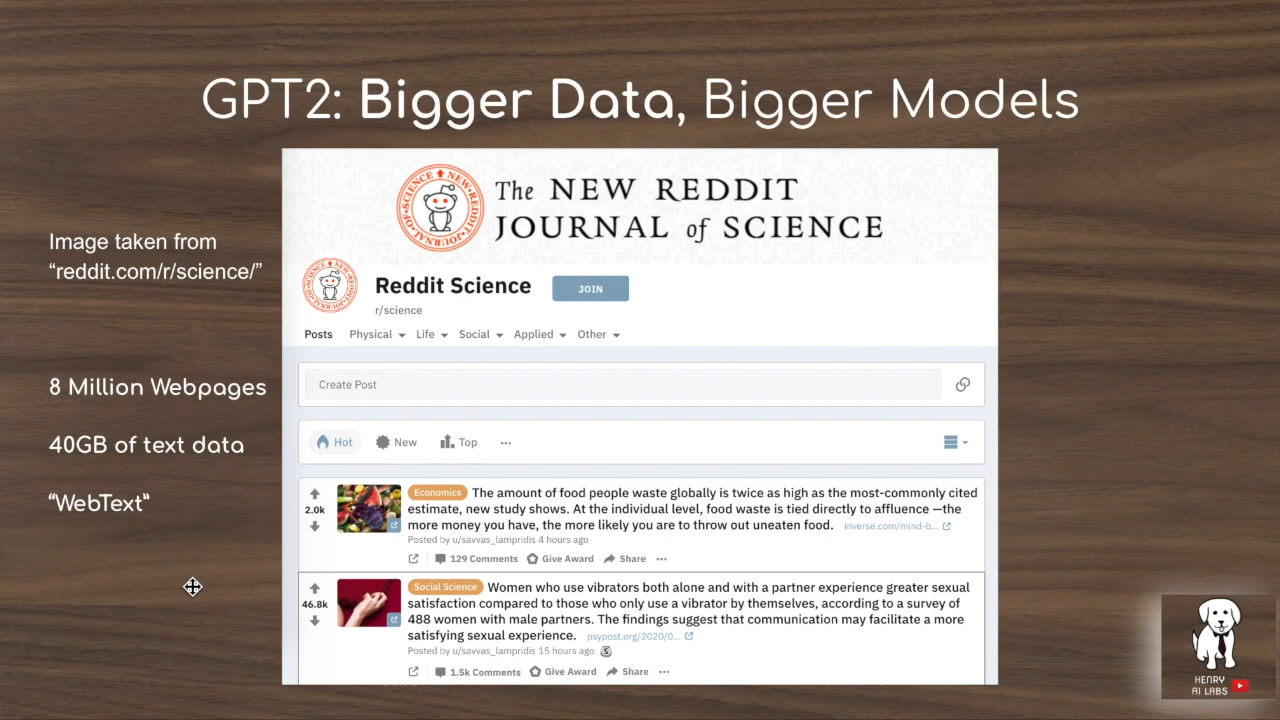 GPT2: Bigger Data, Bigger Models
Image taken from
“reddit.com/r/science/”
8 Million Webpages
40GB of text data
“WebText“
The NEW REDDIT
JOURNAL of SCIENCE
Reddit Science
JOIN
r/science
Posts Physical Life Social Applied Other
Create Post
Hot New Top ...
2.0k
Economics The amount of food people waste globally is twice as high as the most-commonly cited
estimate, new study shows. At the individual level, food waste is tied directly to affluence —the
more money you have, the more likely you are to throw out uneaten food. inverse.com/mind-b...
Posted by u/savvas_lampridis 4 hours ago
129 Comments Give Award Share ...
46.8k
Social Science Women who use vibrators both alone and with a partner experience greater sexual
satisfaction compared to those who only use a vibrator by themselves, according to a survey of
488 women with male partners. The findings suggest that communication may facilitate a more
satisfying sexual experience. psypost.org/2020/0...
Posted by u/savvas_lampridis 15 hours ago
1.5k Comments Give Award Share ...
HENRY
AI LABS